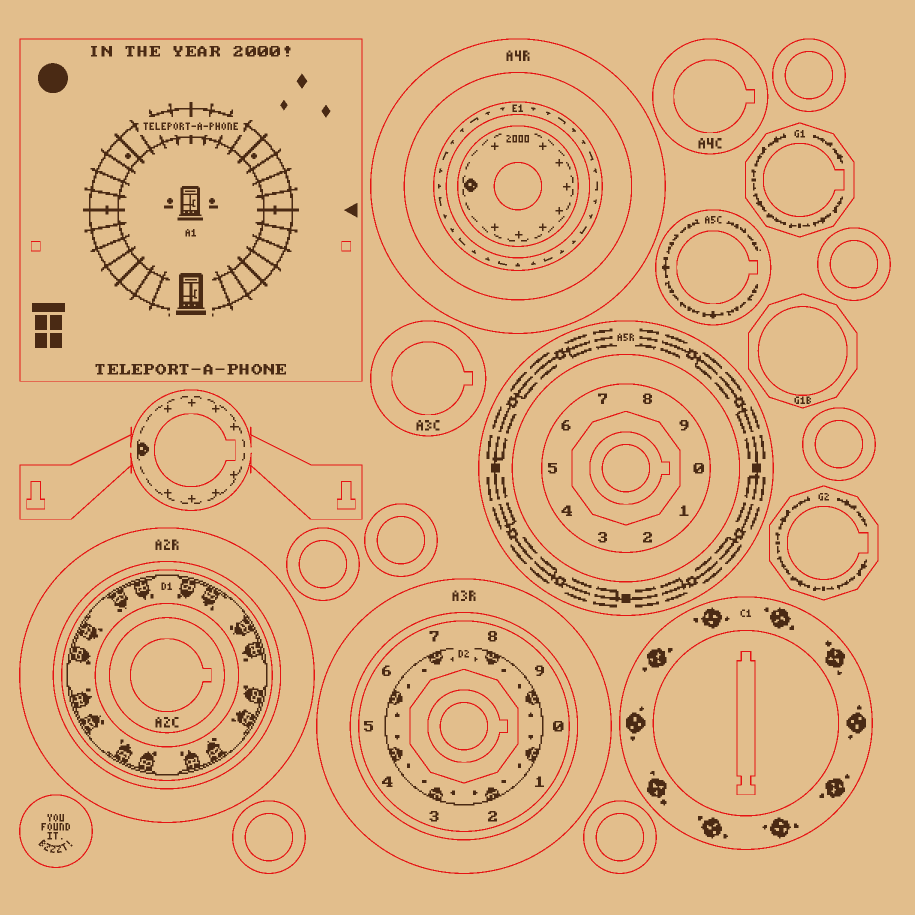 IN THE YEAR 2000!
TELEPORT-A-PHONE
A1
TELEPORT-A-PHONE
A4R
E1
2000
A4C
G1
A5C
A3C
A5R
7 8
6 9
5 0
4 1
3 2
G1B
G2
A2R
D1
A2C
A3R
7 8
D2
6 9
5 0
4 1
3 2
C1
YOU
FOUND
IT.
BZZZT!